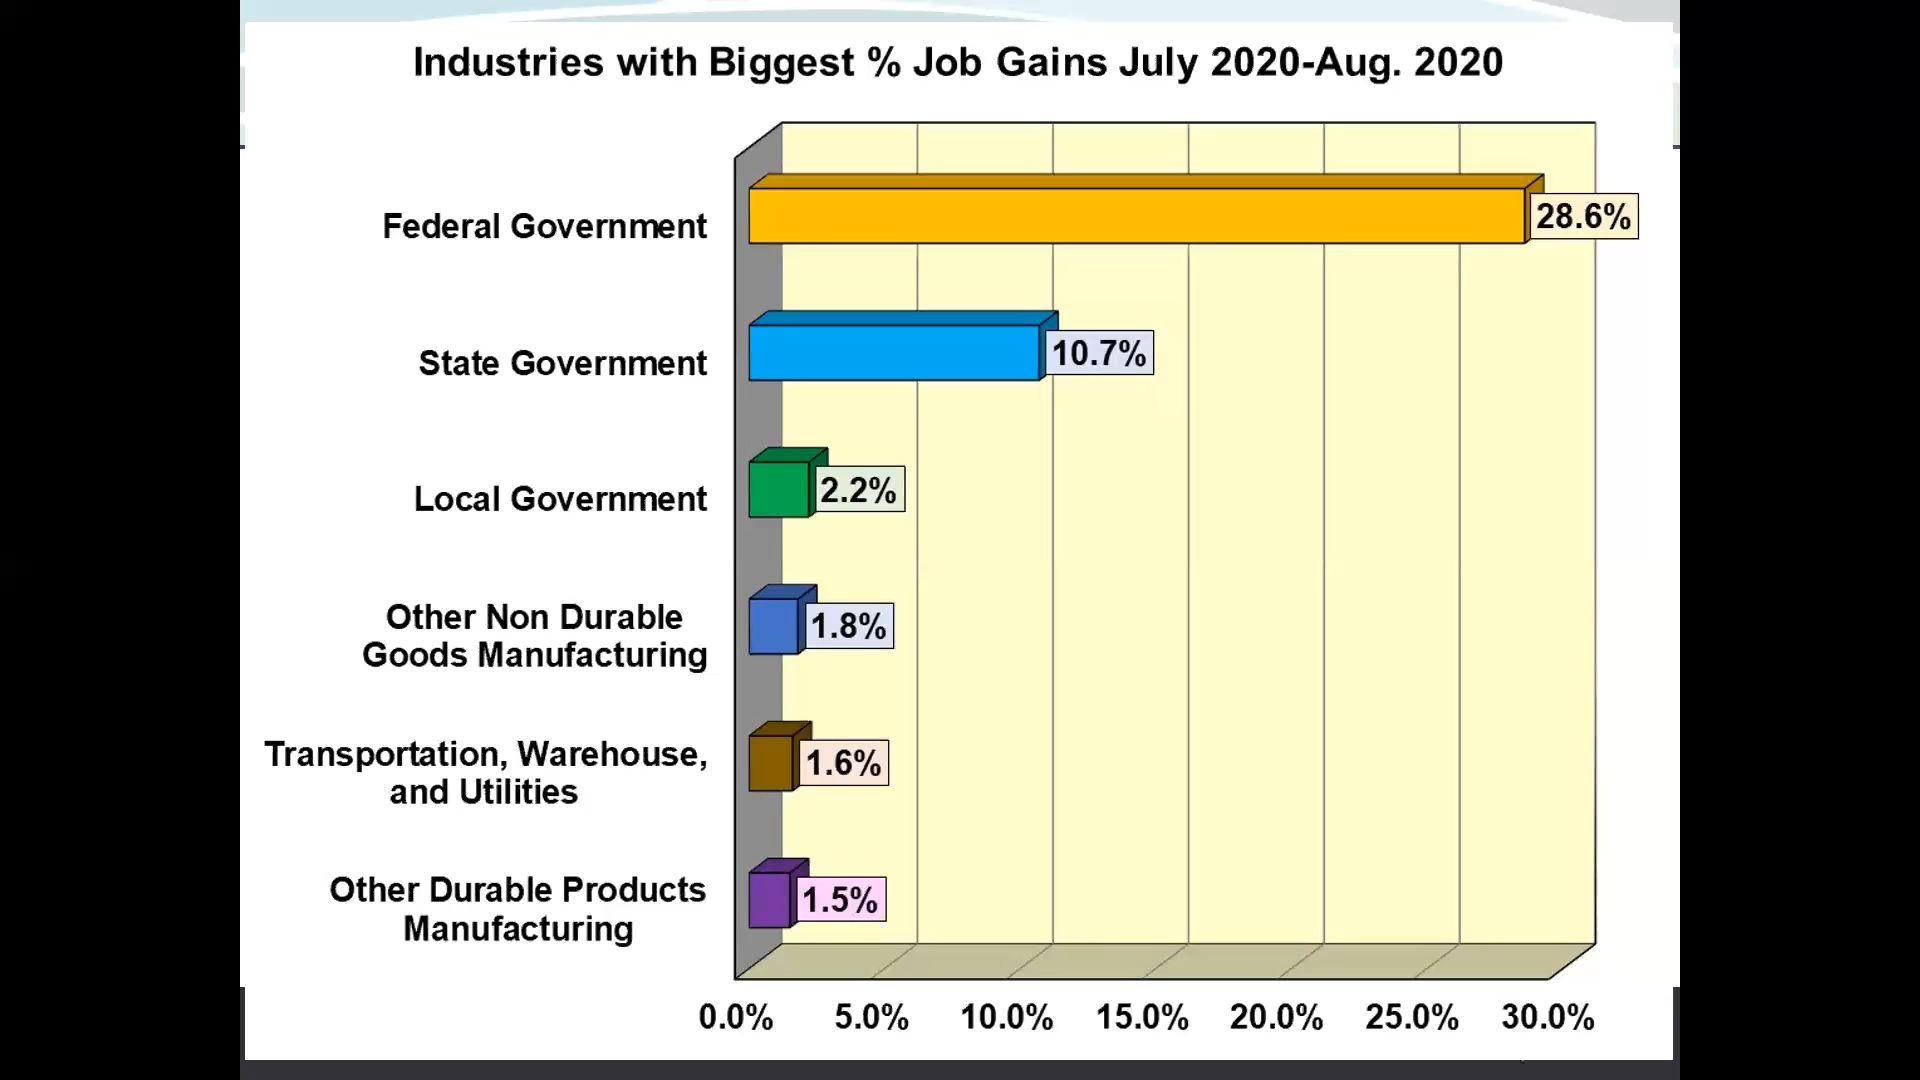 Industries with Biggest % Job Gains July 2020-Aug. 2020
Federal Government
28.6%
State Government
10.7%
Local Government
2.2%
Other Non Durable
Goods Manufacturing
1.8%
Transportation, Warehouse,
and Utilities
1.6%
Other Durable Products
Manufacturing
1.5%
0.0% 5.0% 10.0% 15.0% 20.0% 25.0% 30.0%